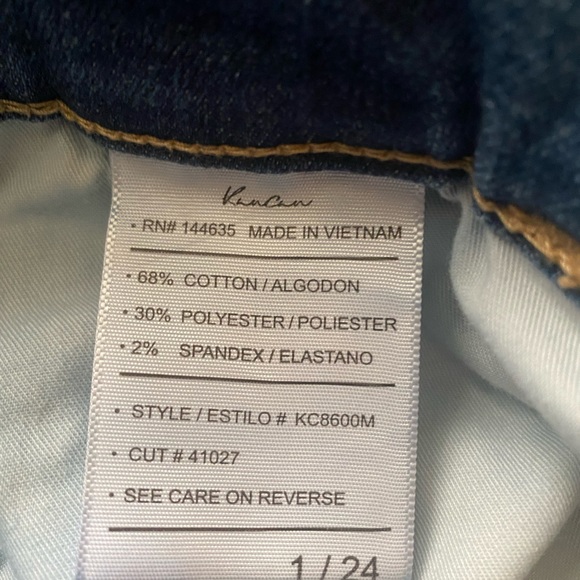 KanCan
• RN# 144635 MADE IN VIETNAM
• 68% COTTON / ALGODON
• 30% POLYESTER / POLIESTER
• 2% SPANDEX / ELASTANO
• STYLE / ESTILO # KC8600M
• CUT # 41027
• SEE CARE ON REVERSE
1 / 24